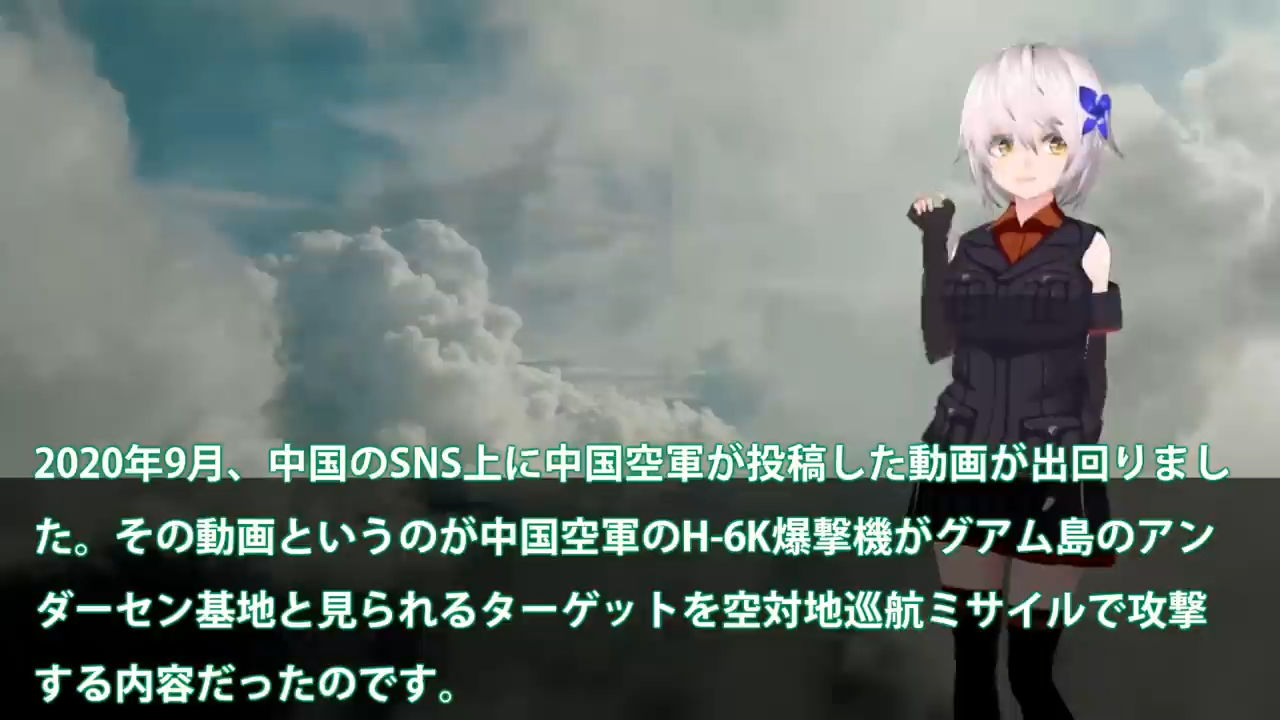 2020年9月、中国のSNS上に中国空軍が投稿した動画が出回りまし
た。その動画というのが中国空軍のH-6K爆撃機がグアム島のアン
ダーセン基地と見られるターゲットを空対地巡航ミサイルで攻撃
する内容だったのです。